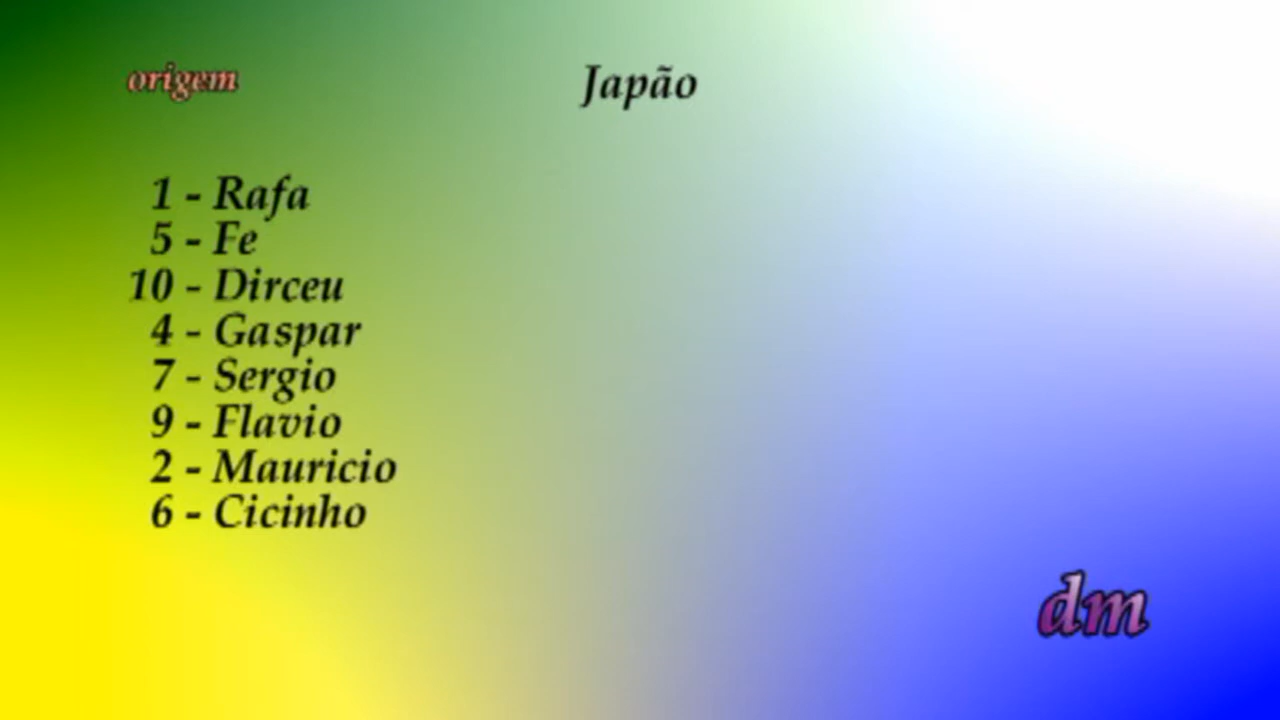 origem
Japão
1 - Rafa
5 - Fe
10 - Dirceu
4 - Gaspar
7 - Sergio
9 - Flavio
2 - Mauricio
6 - Cicinho
dm